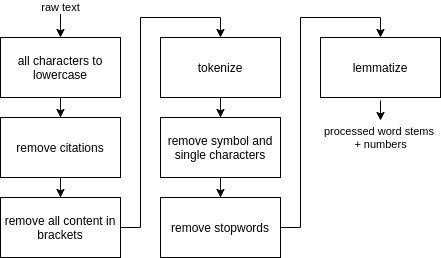 raw text
all characters to
lowercase
remove citations
remove all content in
brackets
tokenize
remove symbol and
single characters
remove stopwords
lemmatize
processed word stems
+ numbers